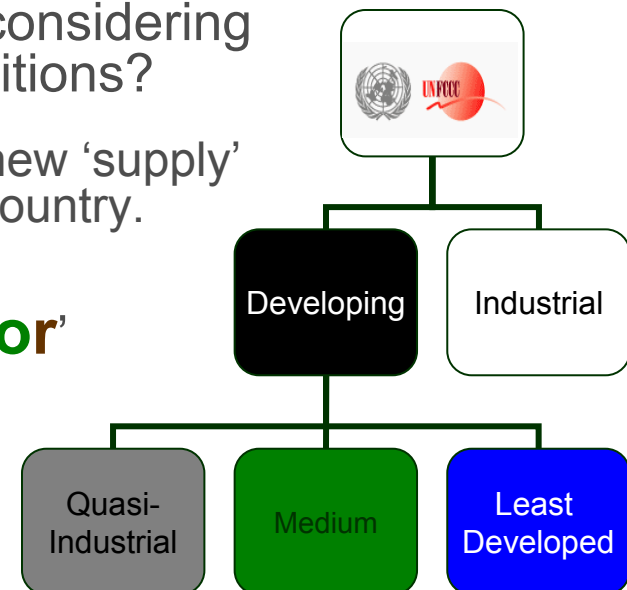 considering
itions?
new ‘supply’
ountry.
or’
UNFCCC
Developing
Industrial
Quasi-
Industrial
Medium
Least
Developed